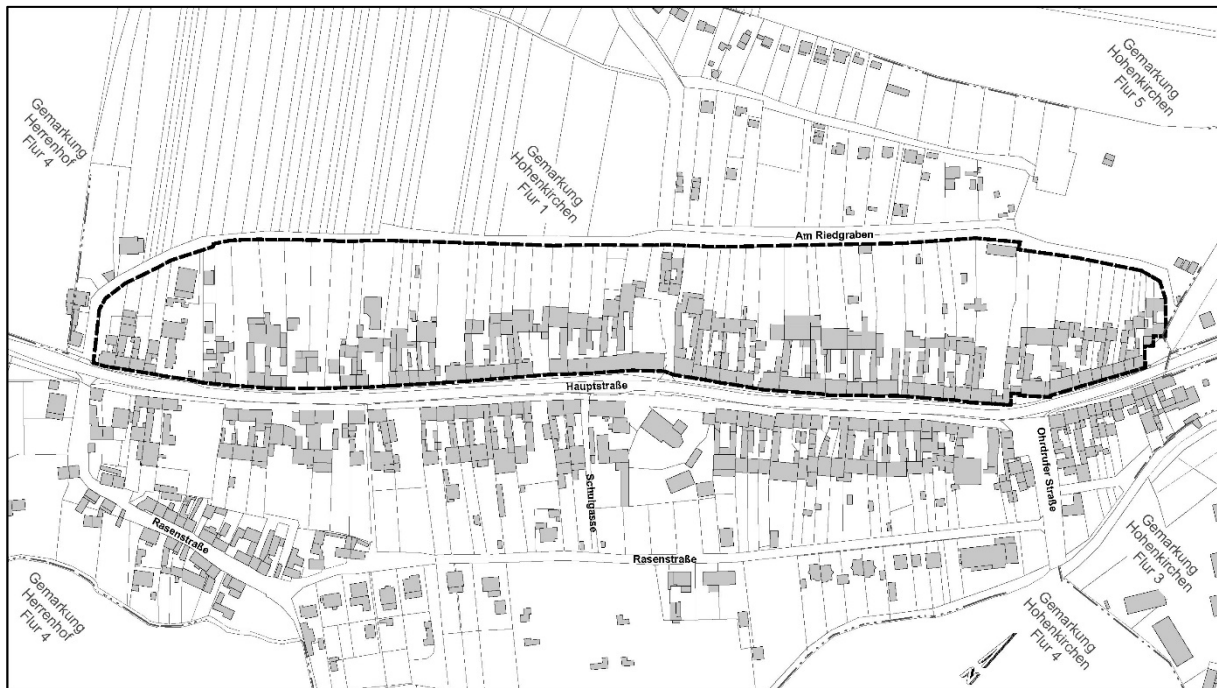 Gemarkung
Hohenkirchen
Flur 5
Gemarkung
Herrenhof
Flur 4
Gemarkung
Hohenkirchen
Flur 1
Am Riedgraben
Hauptstraße
Ohrdrufer Straße
Schulgasse
Rasenstraße
Rasenstraße
Gemarkung
Hohenkirchen
Flur 3
Gemarkung
Herrenhof
Flur 4
Gemarkung
Hohenkirchen
Flur 4
N